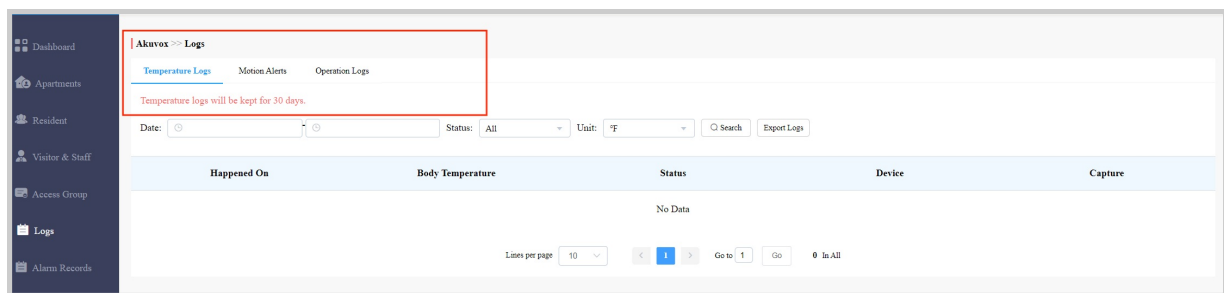 Dashboard
Apartments
Resident
Visitor & Staff
Access Group
Logs
Alarm Records
Akuvox >> Logs
Temperature Logs Motion Alerts Operation Logs
Temperature logs will be kept for 30 days.
Date: - Status: All Unit: °F Search Export Logs
Happened On Body Temperature Status Device Capture
No Data
Lines per page 10 < 1 > Go to 1 Go 0 In All